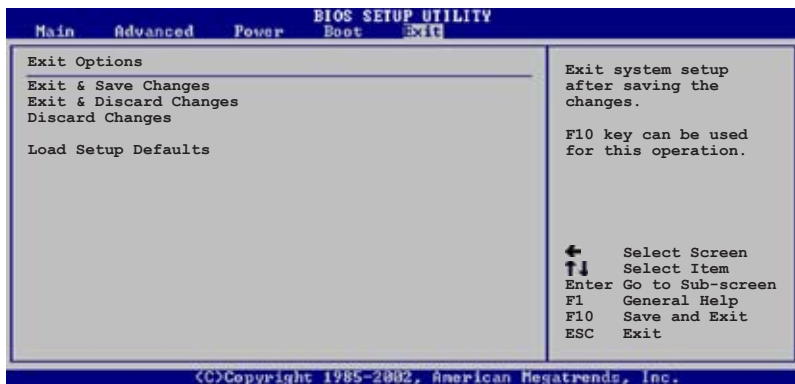 BIOS SETUP UTILITY
Main Advanced Power Boot Exit
Exit Options
Exit & Save Changes
Exit & Discard Changes
Discard Changes
Load Setup Defaults
Exit system setup
after saving the
changes.
F10 key can be used
for this operation.
← Select Screen
↑↓ Select Item
Enter Go to Sub-screen
F1 General Help
F10 Save and Exit
ESC Exit
(C)Copyright 1985-2002, American Megatrends, Inc.